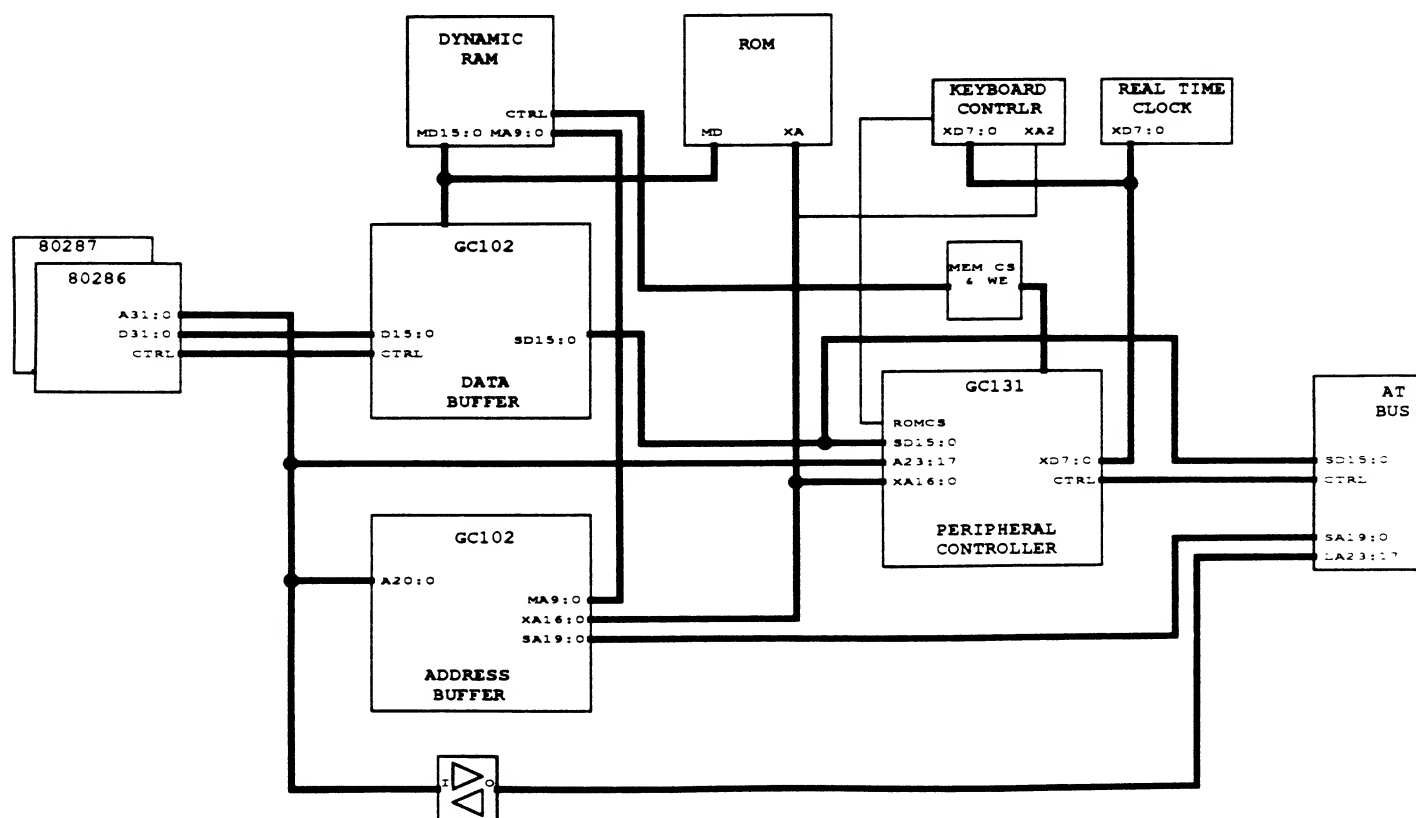 DYNAMIC
RAM
CTRL
MD15:0 MA9:0
ROM
MD XA
KEYBOARD
CONTRLR
XD7:0 XA2
REAL TIME
CLOCK
XD7:0
80287
80286
A31:0
D31:0
CTRL
GC102
D15:0
CTRL
SD15:0
DATA
BUFFER
MEM CS
& WE
GC131
ROMCS
SD15:0
A23:17
XA16:0
XD7:0
CTRL
PERIPHERAL
CONTROLLER
AT
BUS
SD15:0
CTRL
SA19:0
LA23:17
GC102
A20:0
MA9:0
XA16:0
SA19:0
ADDRESS
BUFFER
I O